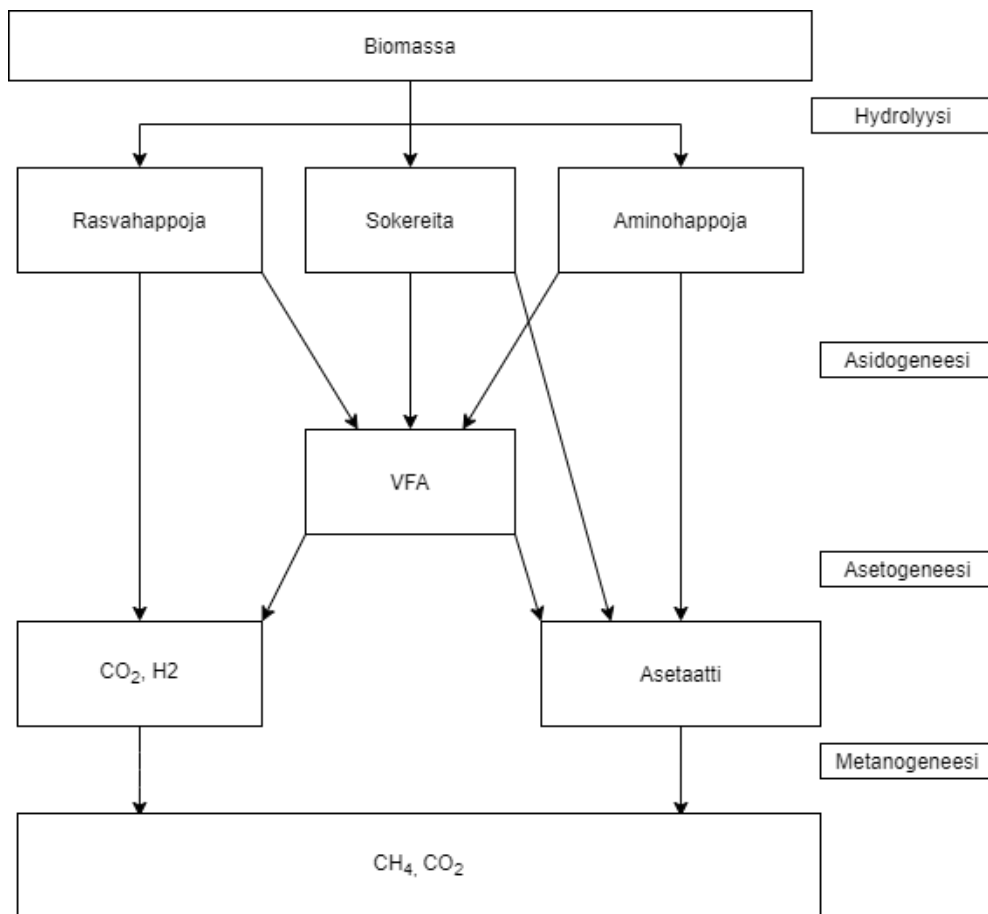 Biomassa
Hydrolyysi
Rasvahappoja
Sokereita
Aminohappoja
Asidogeneesi
VFA
Asetogeneesi
CO₂, H2
Asetaatti
Metanogeneesi
CH₄, CO₂